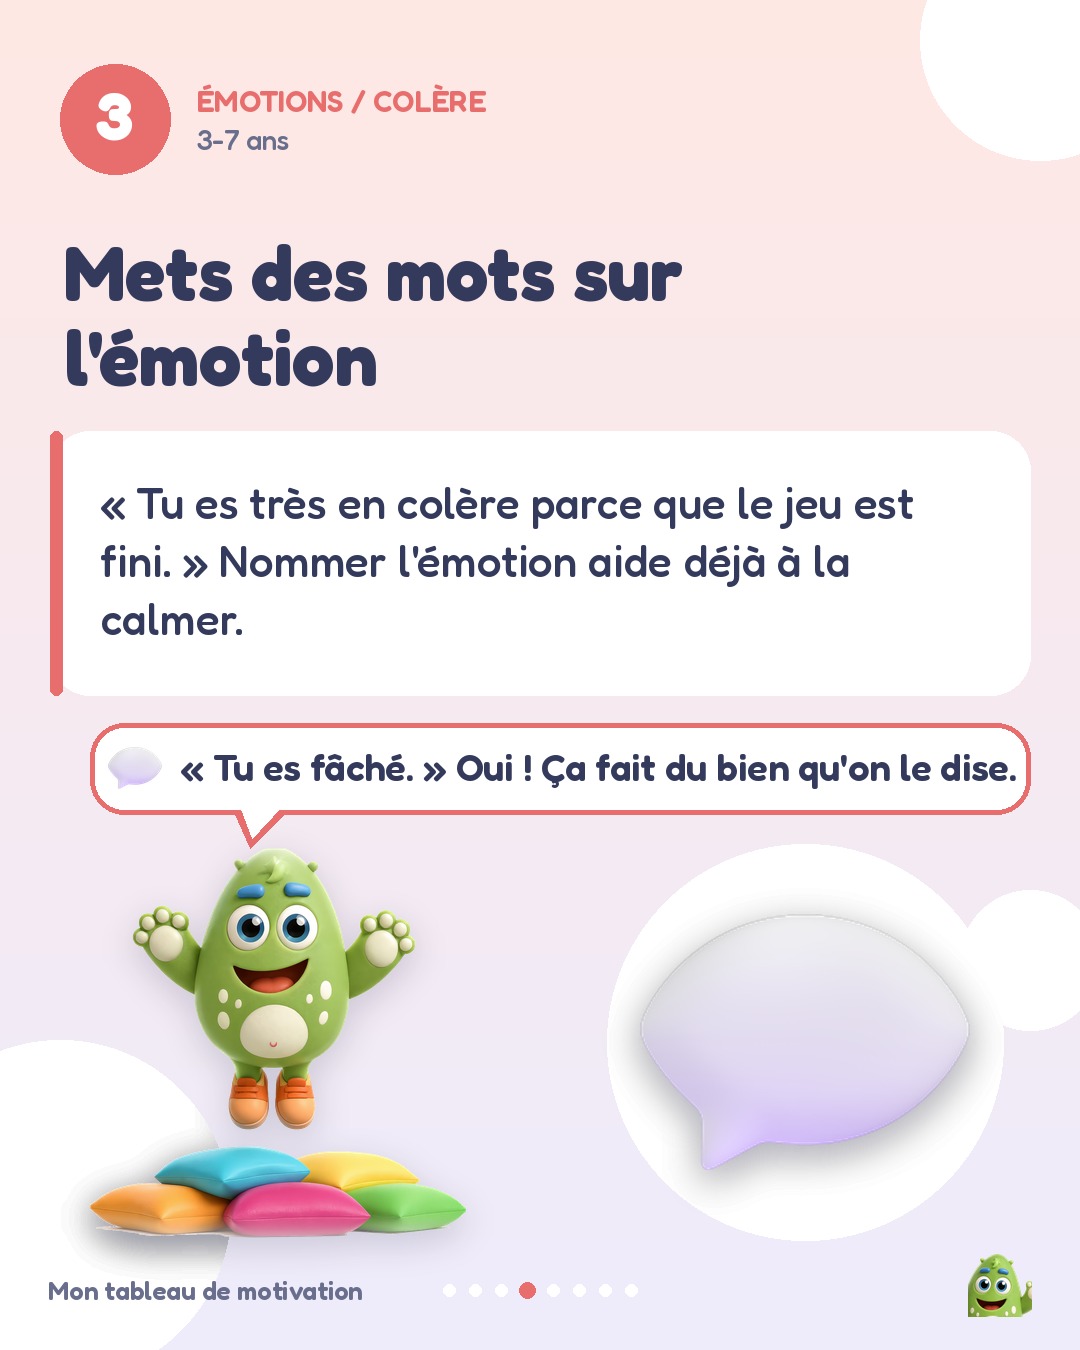 3
ÉMOTIONS / COLÈRE
3-7 ans
Mets des mots sur
l'émotion
« Tu es très en colère parce que le jeu est
fini. » Nommer l'émotion aide déjà à la
calmer.
« Tu es fâché. » Oui ! Ça fait du bien qu'on le dise.
Mon tableau de motivation